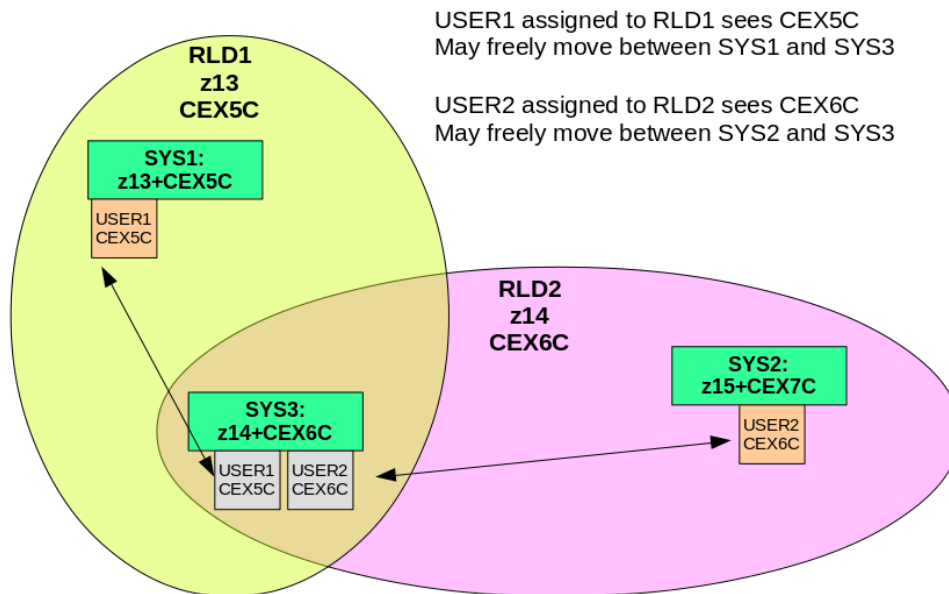 USER1 assigned to RLD1 sees CEX5C
May freely move between SYS1 and SYS3
USER2 assigned to RLD2 sees CEX6C
May freely move between SYS2 and SYS3
RLD1
z13
CEX5C
SYS1:
z13+CEX5C
USER1
CEX5C
RLD2
z14
CEX6C
SYS2:
z15+CEX7C
USER2
CEX6C
SYS3:
z14+CEX6C
USER1
CEX5C
USER2
CEX6C